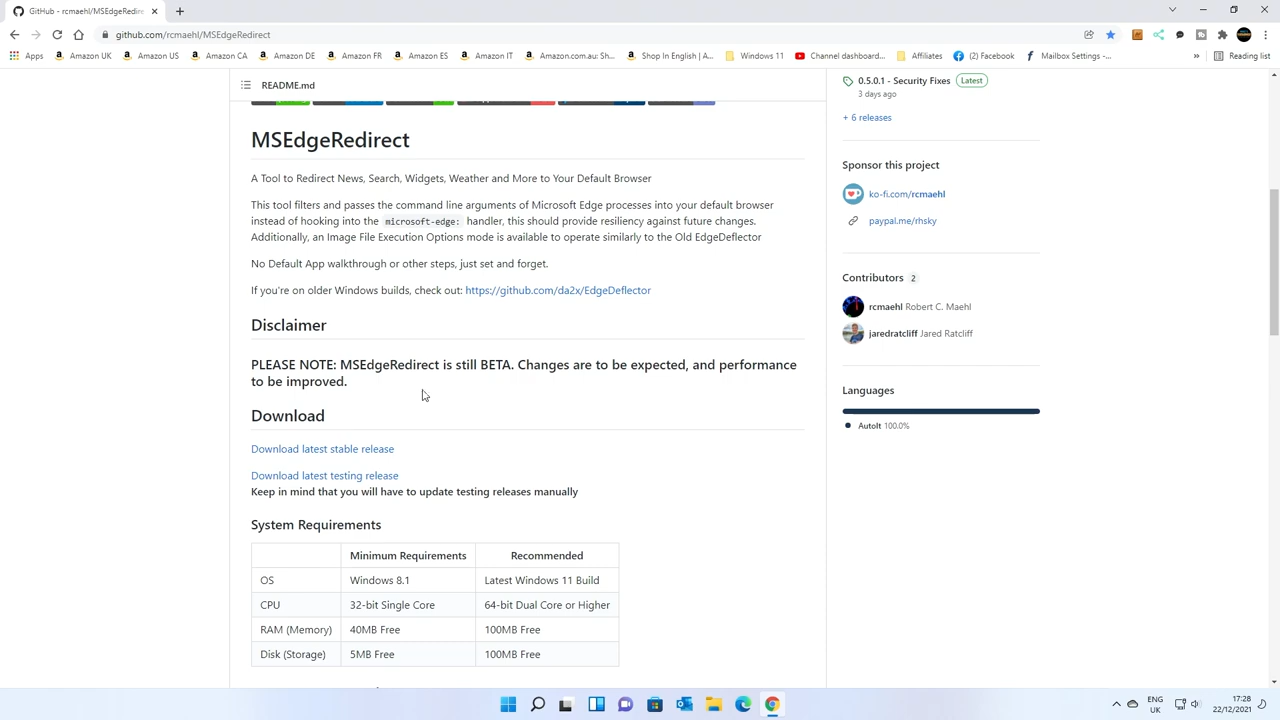 GitHub - rcmaehl/MSEdgeRedire
github.com/rcmaehl/MSEdgeRedirect
Apps
Amazon UK
Amazon US
Amazon CA
Amazon DE
Amazon FR
Amazon ES
Amazon IT
Amazon.com.au: Sh...
Shop In English | A...
Windows 11
Channel dashboard...
Affiliates
(2) Facebook
Mailbox Settings -...
»
Reading list
README.md
MSEdgeRedirect
A Tool to Redirect News, Search, Widgets, Weather and More to Your Default Browser
This tool filters and passes the command line arguments of Microsoft Edge processes into your default browser
instead of hooking into the microsoft-edge: handler, this should provide resiliency against future changes.
Additionally, an Image File Execution Options mode is available to operate similarly to the Old EdgeDeflector
No Default App walkthrough or other steps, just set and forget.
If you're on older Windows builds, check out: https://github.com/da2x/EdgeDeflector
Disclaimer
PLEASE NOTE: MSEdgeRedirect is still BETA. Changes are to be expected, and performance
to be improved.
Download
Download latest stable release
Download latest testing release
Keep in mind that you will have to update testing releases manually
System Requirements
Minimum Requirements Recommended
OS Windows 8.1 Latest Windows 11 Build
CPU 32-bit Single Core 64-bit Dual Core or Higher
RAM (Memory) 40MB Free 100MB Free
Disk (Storage) 5MB Free 100MB Free
0.5.0.1 - Security Fixes Latest
3 days ago
+ 6 releases
Sponsor this project
ko-fi.com/rcmaehl
paypal.me/rhsky
Contributors 2
rcmaehl Robert C. Maehl
jaredratcliff Jared Ratcliff
Languages
AutoIt 100.0%
ENG
UK
17:28
22/12/2021